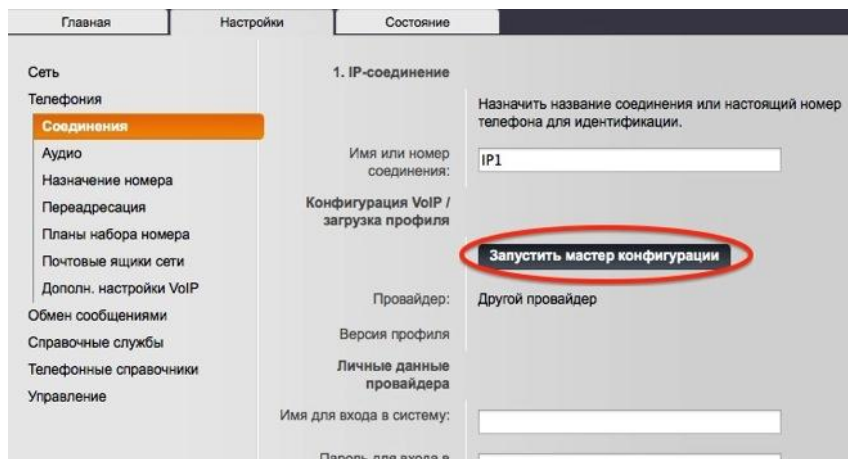 Главная
Настройки
Состояние
Сеть
Телефония
Соединения
Аудио
Назначение номера
Переадресация
Планы набора номера
Почтовые ящики сети
Дополн. настройки VoIP
Обмен сообщениями
Справочные службы
Телефонные справочники
Управление
1. IP-соединение
Назначить название соединения или настоящий номер
телефона для идентификации.
Имя или номер
соединения:
IP1
Конфигурация VoIP /
загрузка профиля
Запустить мастер конфигурации
Провайдер:
Другой провайдер
Версия профиля
Личные данные
провайдера
Имя для входа в систему:
Пароль для входа в